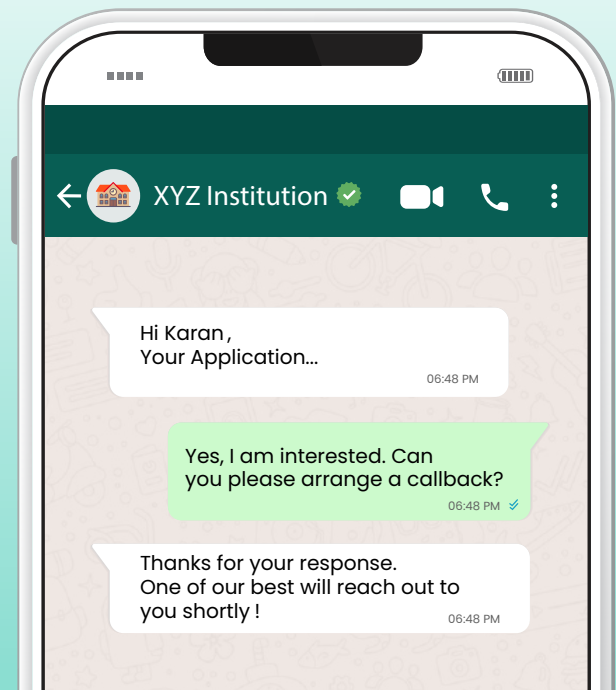 XYZ Institution
Hi Karan,
Your Application...
06:48 PM
Yes, I am interested. Can
you please arrange a callback?
06:48 PM
Thanks for your response.
One of our best will reach out to
you shortly !
06:48 PM